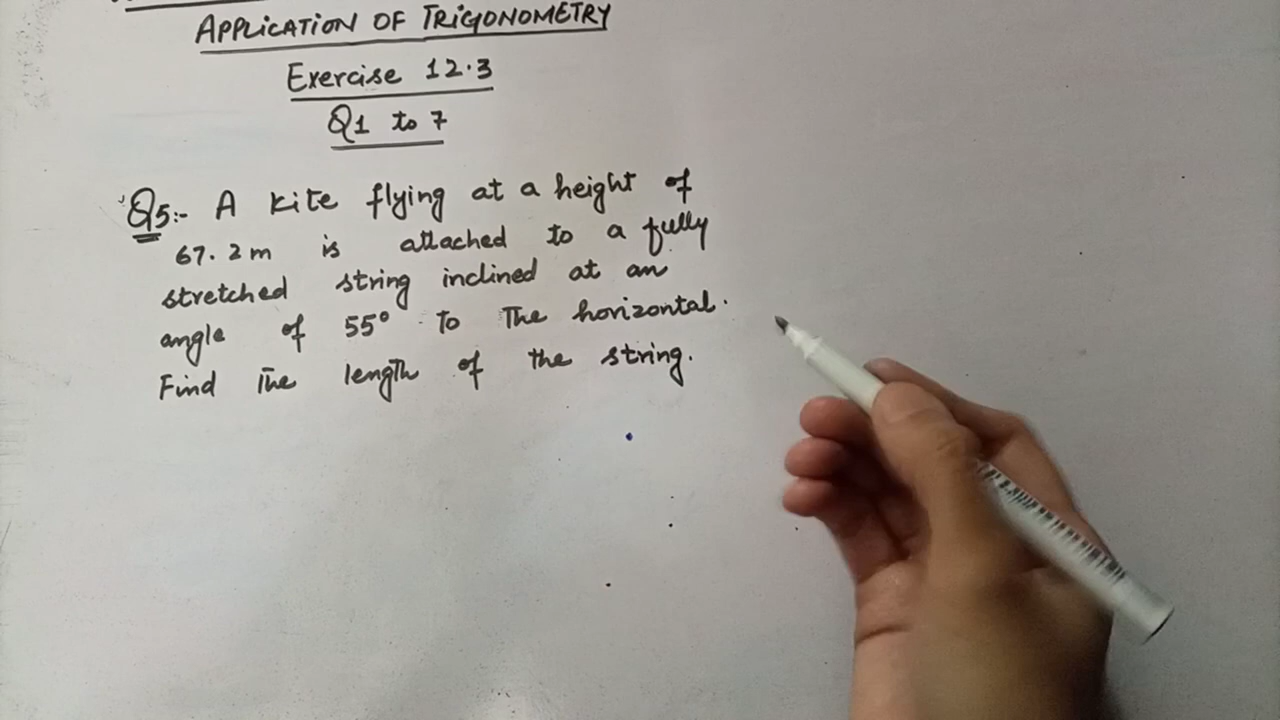 APPLICATION OF TRIGONOMETRY
Exercise 12.3
Q1 to 7
Q5:- A kite flying at a height of
67.2m is attached to a fully
stretched string inclined at an
angle of 55° to The horizontal.
Find The length of the string.